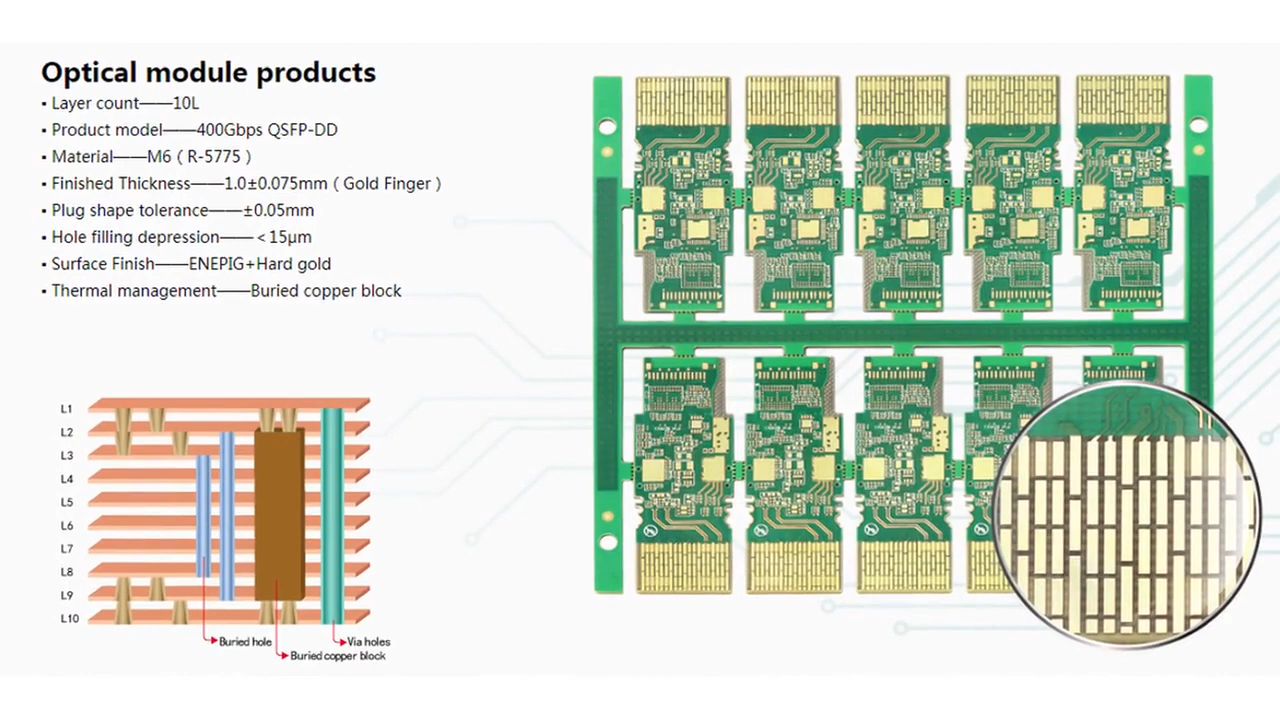 Optical module products
▪ Layer count——10L
▪ Product model——400Gbps QSFP-DD
▪ Material——M6 ( R-5775 )
▪ Finished Thickness——1.0±0.075mm ( Gold Finger )
▪ Plug shape tolerance——±0.05mm
▪ Hole filling depression——＜15μm
▪ Surface Finish——ENEPIG+Hard gold
▪ Thermal management——Buried copper block
L1
L2
L3
L4
L5
L6
L7
L8
L9
L10
Buried hole
Via holes
Buried copper block